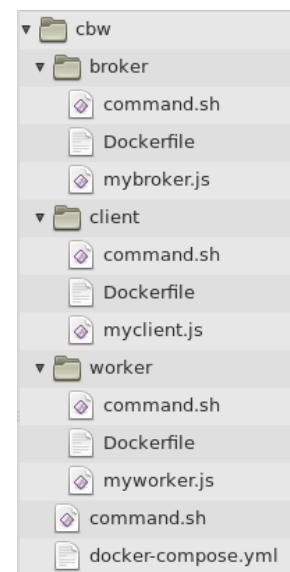 cbw
broker
command.sh
Dockerfile
mybroker.js
client
command.sh
Dockerfile
myclient.js
worker
command.sh
Dockerfile
myworker.js
command.sh
docker-compose.yml